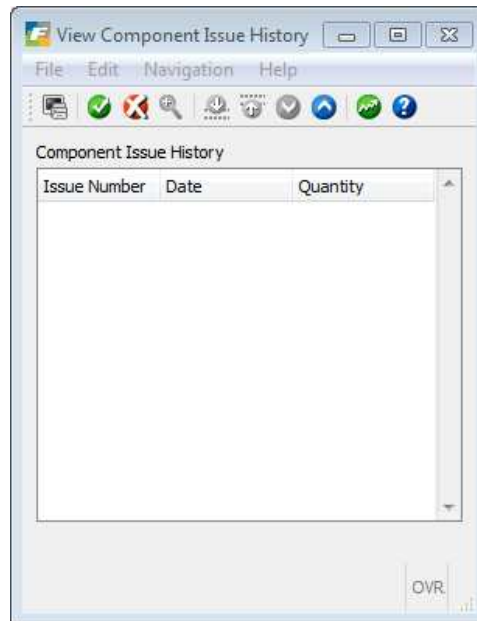 View Component Issue History
File Edit Navigation Help
Component Issue History
Issue Number Date Quantity
OVR